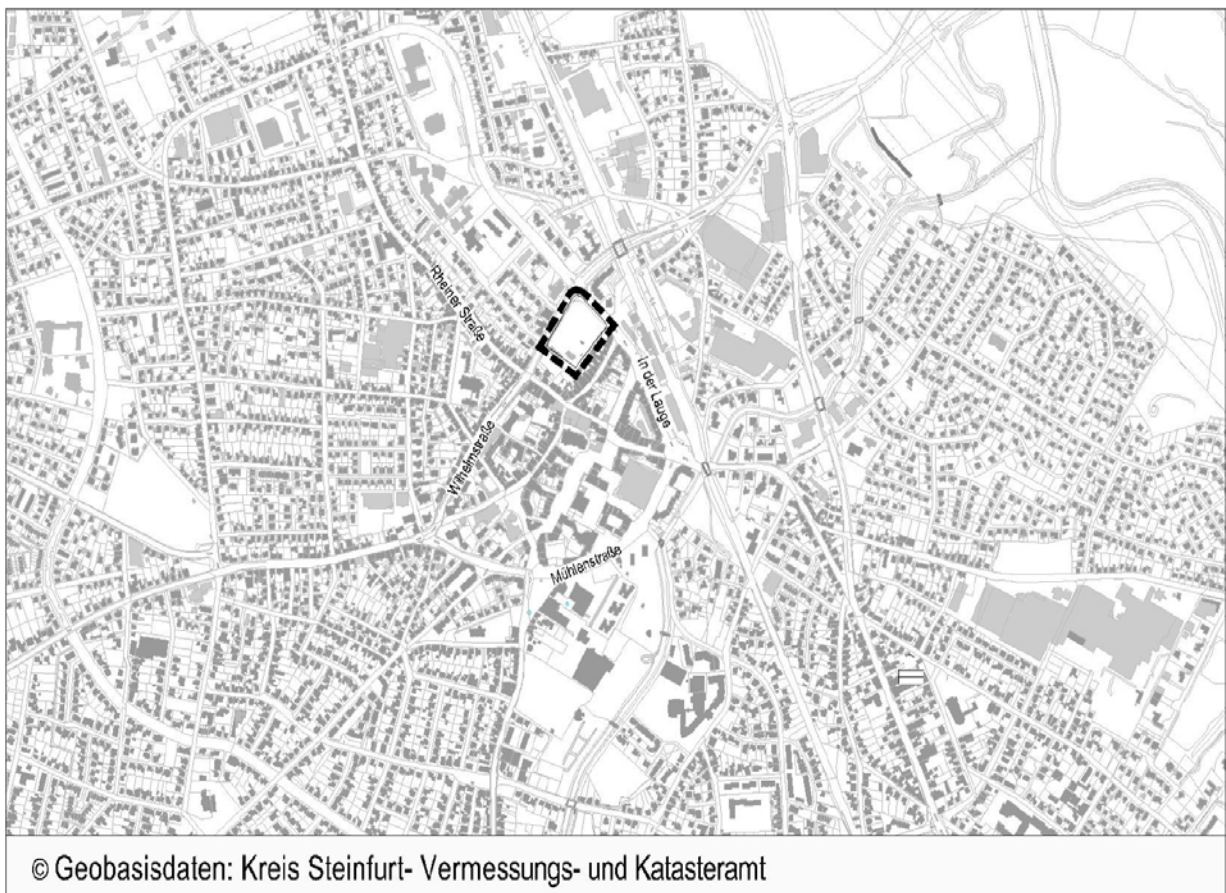 Rheiner Straße
In der Lauge
Wilhelmstraße
Mühlenstraße
© Geobasisdaten: Kreis Steinfurt- Vermessungs- und Katasteramt